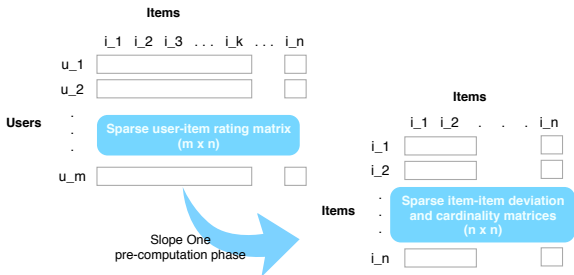 Items
i_1 i_2 i_3 . . . i_k . . . i_n
u_1
u_2
.
Users .
.
Sparse user-item rating matrix
(m x n)
u_m
Slope One
pre-computation phase
Items
i_1 i_2 . . . i_n
i_1
i_2
.
Items .
.
Sparse item-item deviation
and cardinality matrices
(n x n)
i_n